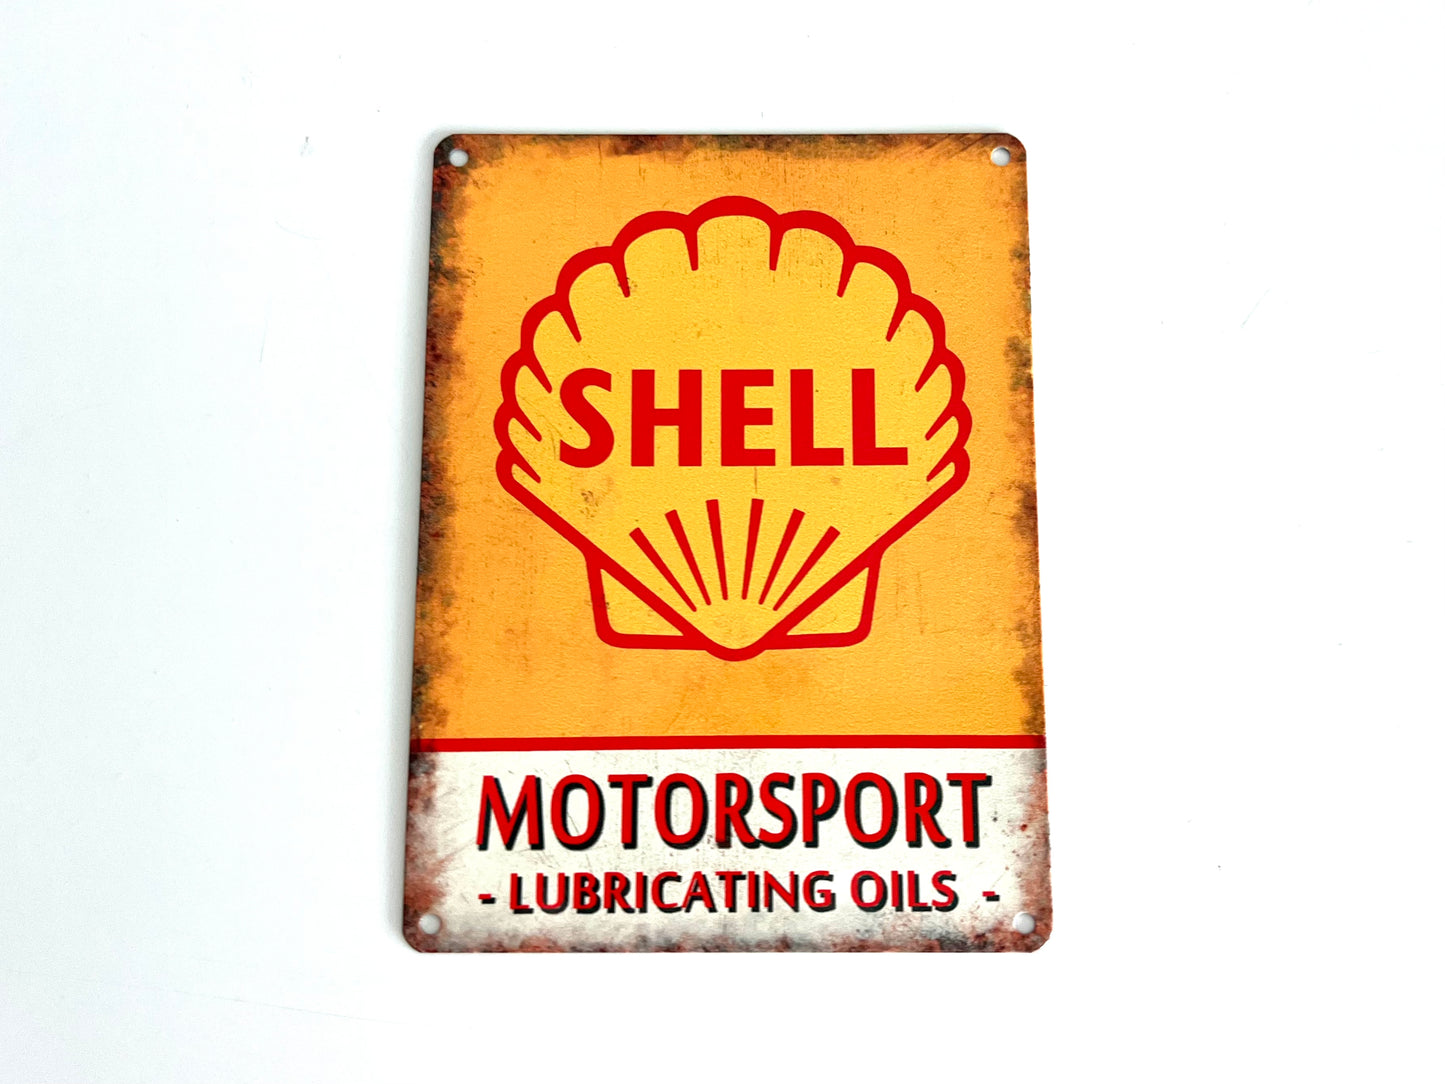 SHELL
MOTORSPORT
- LUBRICATING OILS -